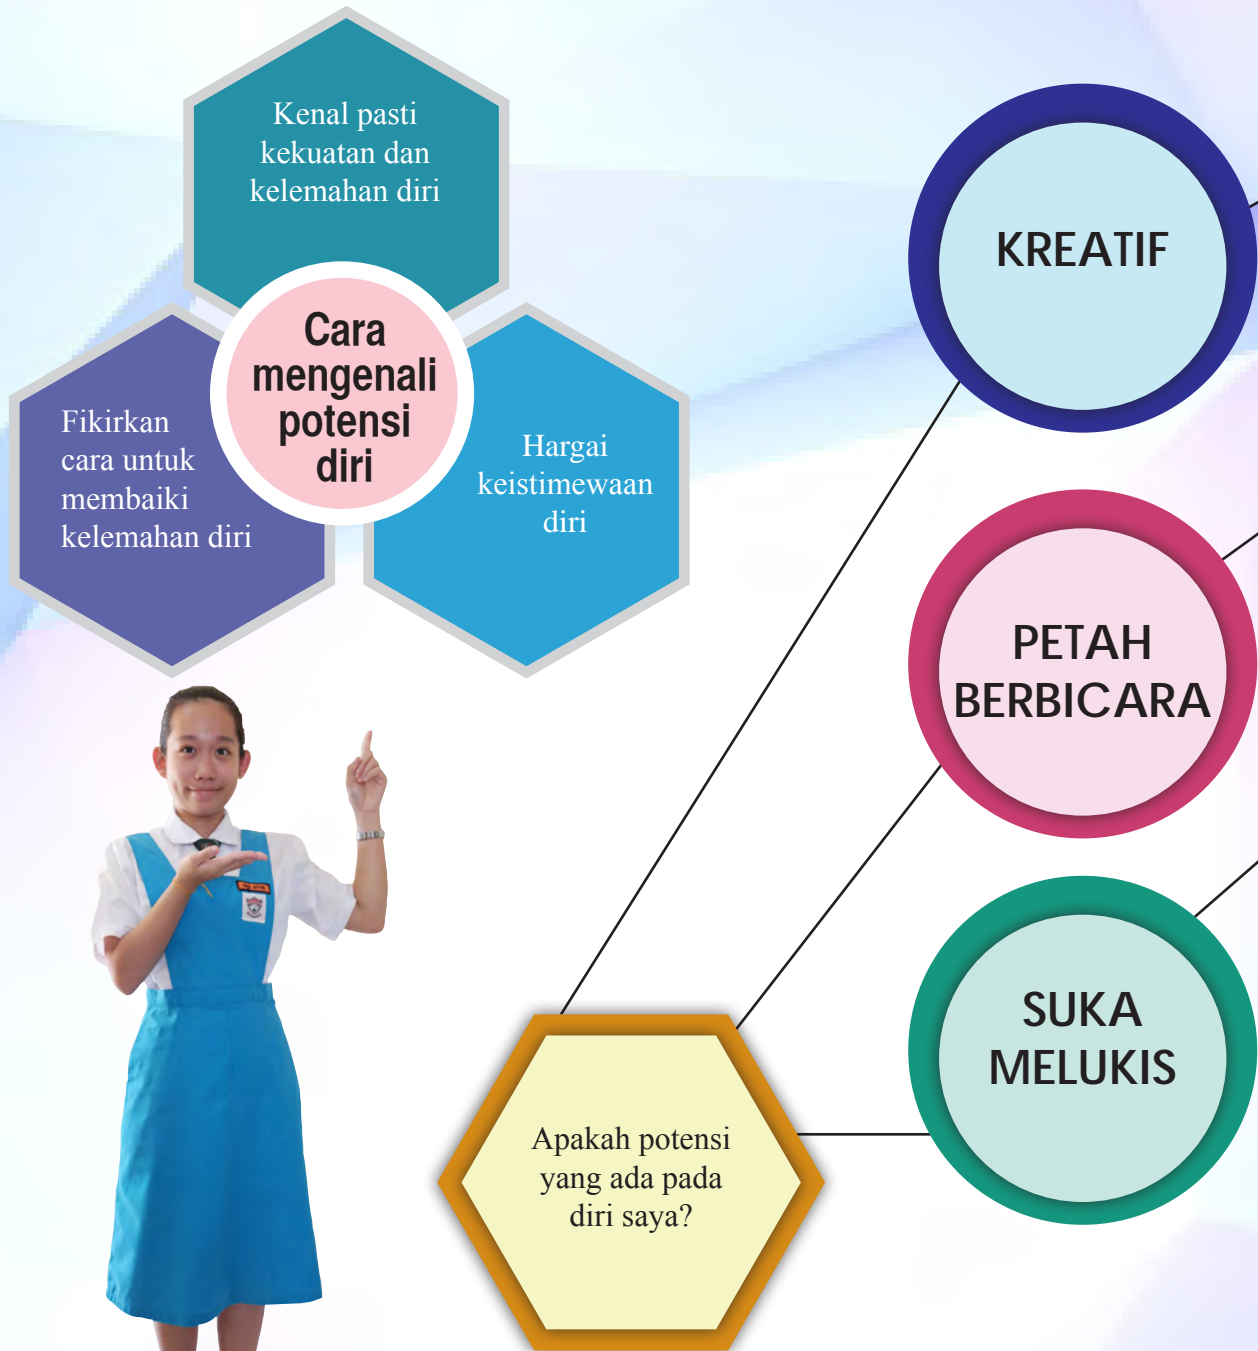 Kenal pasti
kekuatan dan
kelemahan diri
Cara
mengenali
potensi
diri
Fikirkan
cara untuk
membaiki
kelemahan diri
Hargai
keistimewaan
diri
KREATIF
PETAH
BERBICARA
SUKA
MELUKIS
Apakah potensi
yang ada pada
diri saya?